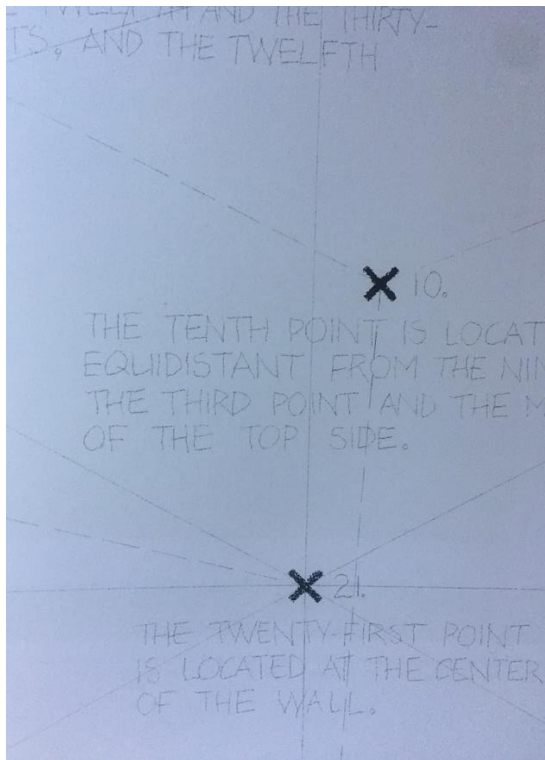 AND THE THIRTY-
TS, AND THE TWELFTH
10.
THE TENTH POINT IS LOCAT
EQUIDISTANT FROM THE NIN
THE THIRD POINT AND THE M
OF THE TOP SIDE.
21.
THE TWENTY-FIRST POINT
IS LOCATED AT THE CENTER
OF THE WALL.